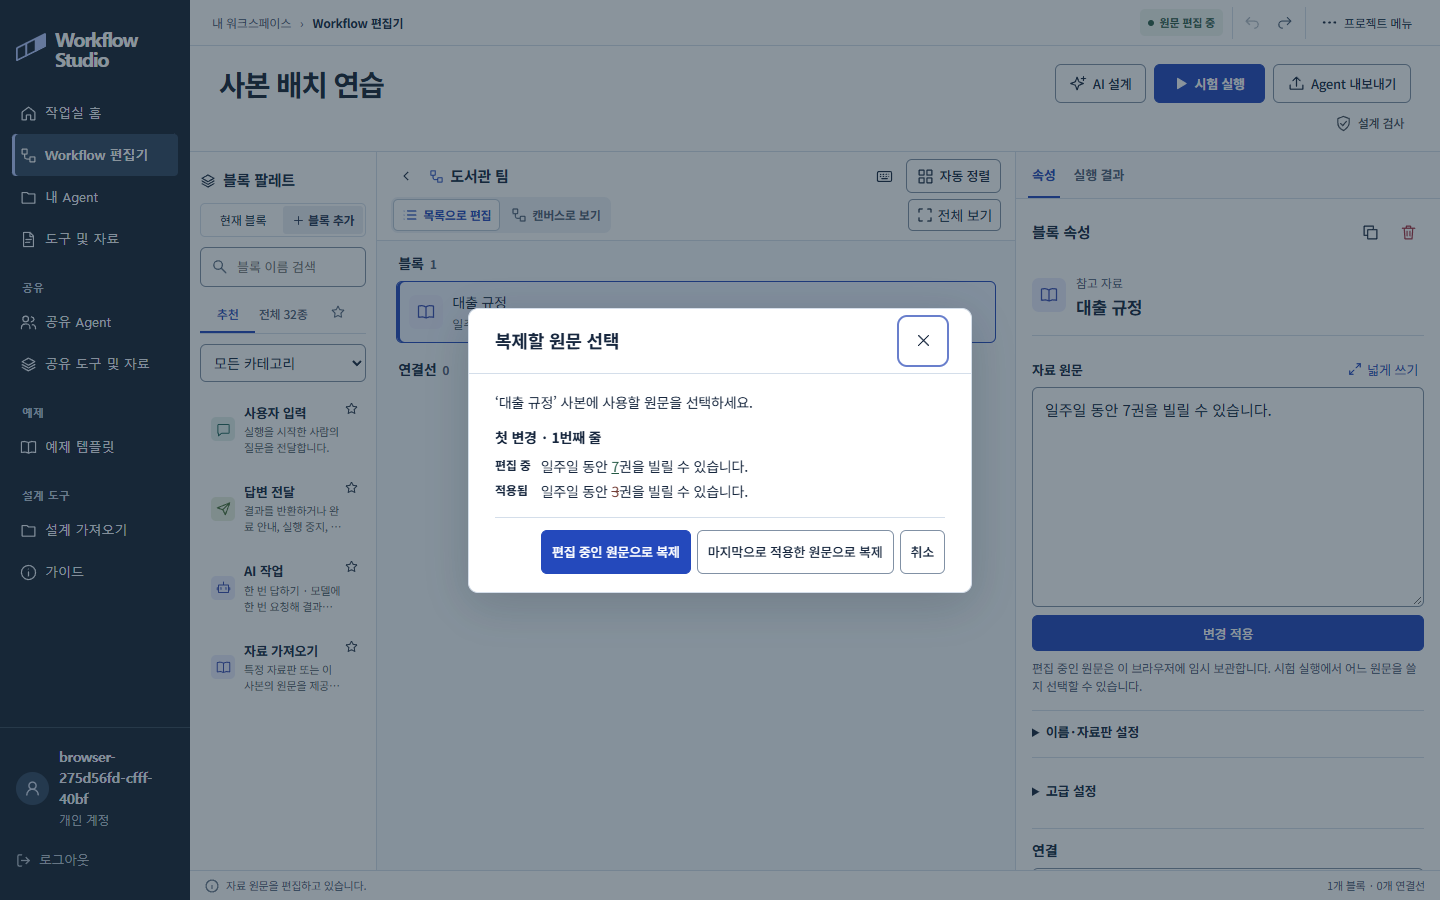 Workflow
Studio
작업실 홈
Workflow 편집기
내 Agent
도구 및 자료
공유
공유 Agent
공유 도구 및 자료
예제
예제 템플릿
설계 도구
설계 가져오기
가이드
browser-
275d56fd-cfff-
40bf
개인 계정
로그아웃
내 워크스페이스 › Workflow 편집기
원문 편집 중
프로젝트 메뉴
사본 배치 연습
AI 설계
시험 실행
Agent 내보내기
설계 검사
블록 팔레트
현재 블록
블록 추가
블록 이름 검색
추천
전체 32종
모든 카테고리
사용자 입력
실행을 시작한 사람의
질문을 전달합니다.
답변 전달
결과를 반환하거나 완
료 안내, 실행 중지, …
AI 작업
한 번 답하기 · 모델에
한 번 요청해 결과…
자료 가져오기
특정 자료판 또는 이
사본의 원문을 제공…
도서관 팀
자동 정렬
목록으로 편집
캔버스로 보기
전체 보기
블록 1
대출 규정
연결선 0
복제할 원문 선택
‘대출 규정’ 사본에 사용할 원문을 선택하세요.
첫 변경 · 1번째 줄
편집 중 일주일 동안 7권을 빌릴 수 있습니다.
적용됨 일주일 동안 3권을 빌릴 수 있습니다.
편집 중인 원문으로 복제
마지막으로 적용한 원문으로 복제
취소
속성
실행 결과
블록 속성
참고 자료
대출 규정
자료 원문
넓게 쓰기
일주일 동안 7권을 빌릴 수 있습니다.
변경 적용
편집 중인 원문은 이 브라우저에 임시 보관합니다. 시험 실행에서 어느 원문을 쓸
지 선택할 수 있습니다.
이름·자료판 설정
고급 설정
연결
자료 원문을 편집하고 있습니다.
1개 블록 · 0개 연결선